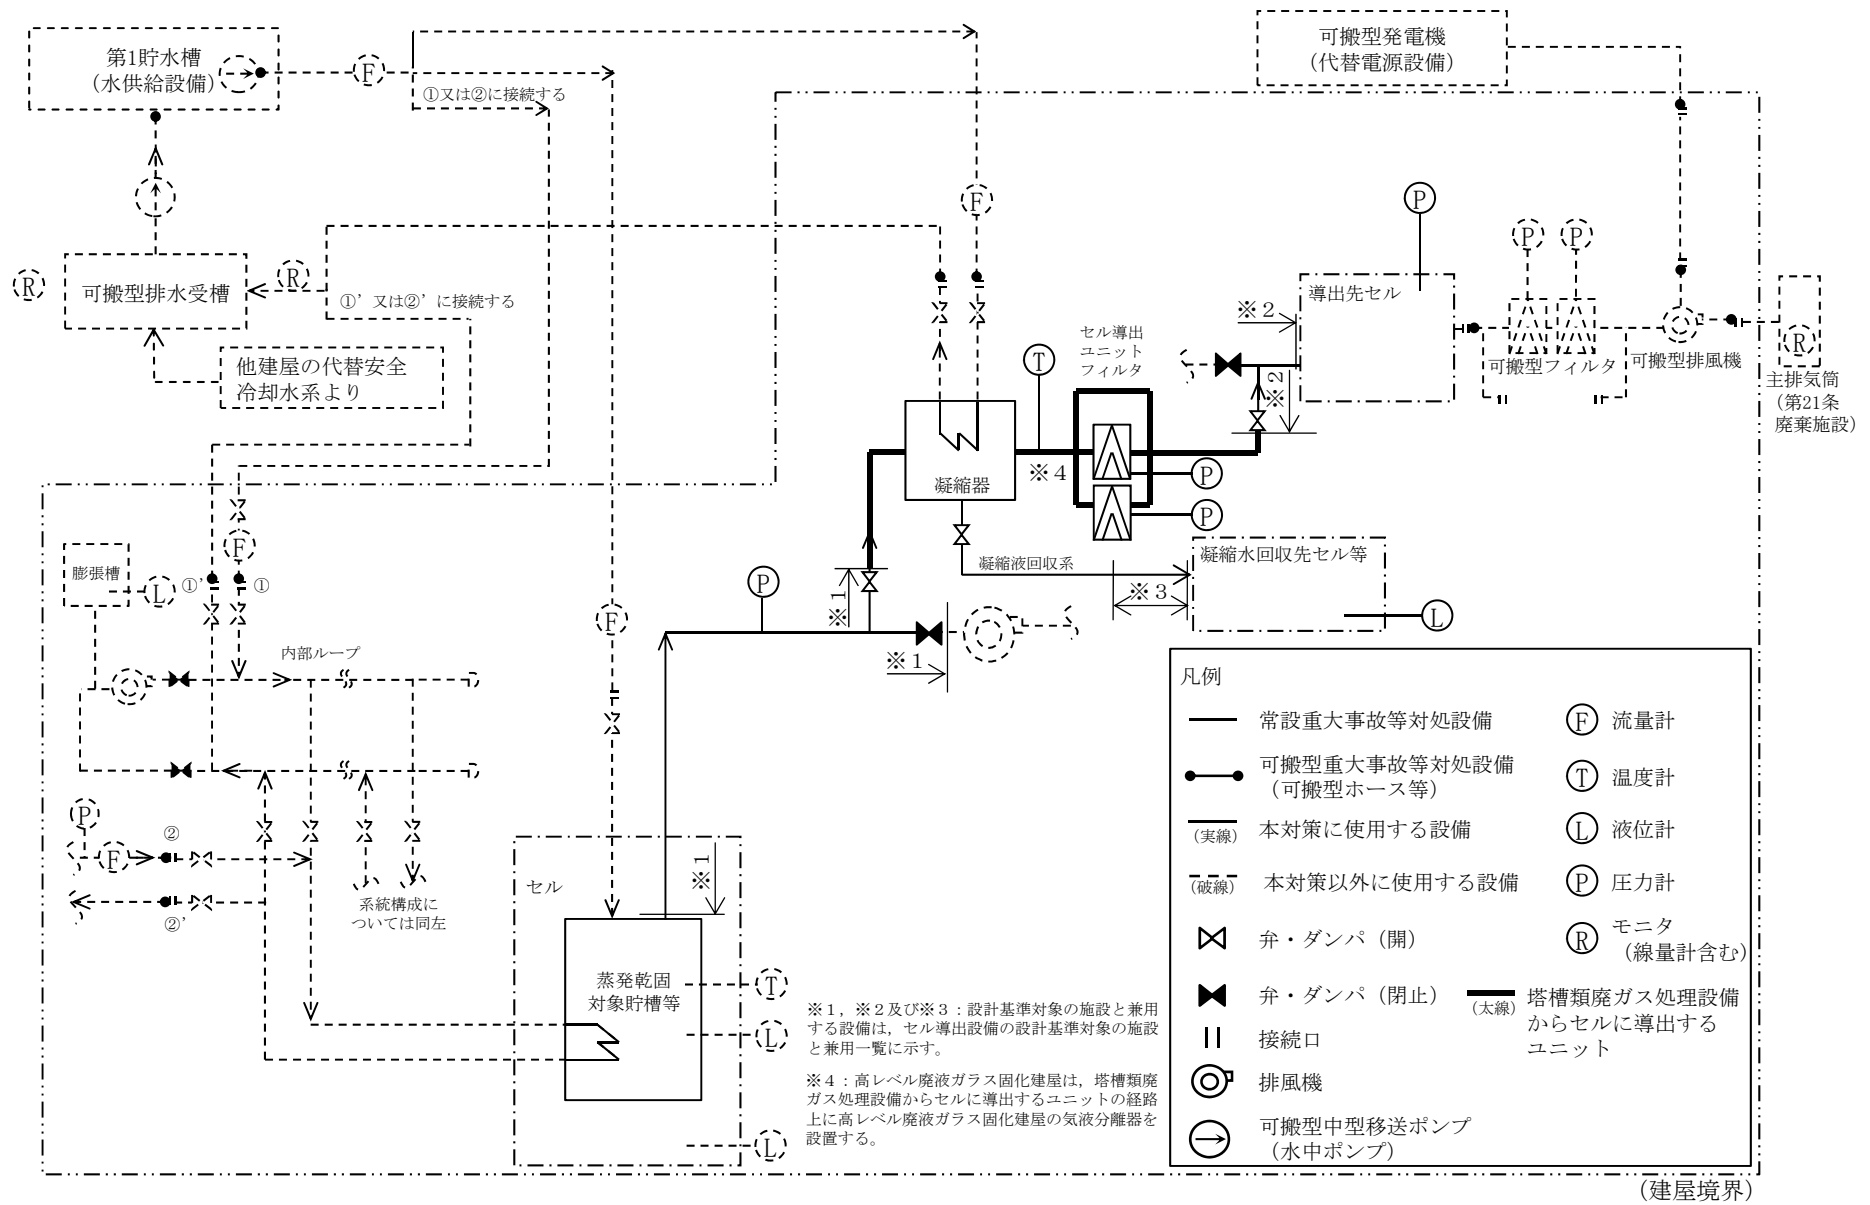 第1貯水槽
（水供給設備）
F
①又は②に接続する
可搬型発電機
（代替電源設備）
F
P
P
P
R
可搬型排水受槽
R
①’又は②’に接続する
他建屋の代替安全
冷却水系より
セル導出
ユニット
フィルタ
T
※2
※2
導出先セル
可搬型フィルタ
可搬型排風機
R
主排気筒
（第21条
廃棄施設）
凝縮器
※4
P
P
凝縮液回収系
凝縮水回収先セル等
※3
L
膨張槽
L
①’
F
①
内部ループ
P
※1
※1
F
P
F
②
②’
系統構成に
ついては同左
セル
※1
蒸発乾固
対象貯槽等
T
L
L
※1，※2及び※3：設計基準対象の施設と兼用
する設備は，セル導出設備の設計基準対象の施設
と兼用一覧に示す。
※4：高レベル廃液ガラス固化建屋は，塔槽類廃
ガス処理設備からセルに導出するユニットの経路
上に高レベル廃液ガラス固化建屋の気液分離器を
設置する。
凡例
常設重大事故等対処設備
可搬型重大事故等対処設備
（可搬型ホース等）
（実線）
本対策に使用する設備
（破線）
本対策以外に使用する設備
弁・ダンパ（開）
弁・ダンパ（閉止）
接続口
排風機
可搬型中型移送ポンプ
（水中ポンプ）
F
流量計
T
温度計
L
液位計
P
圧力計
R
モニタ
（線量計含む）
（太線）
塔槽類廃ガス処理設備
からセルに導出する
ユニット
（建屋境界）